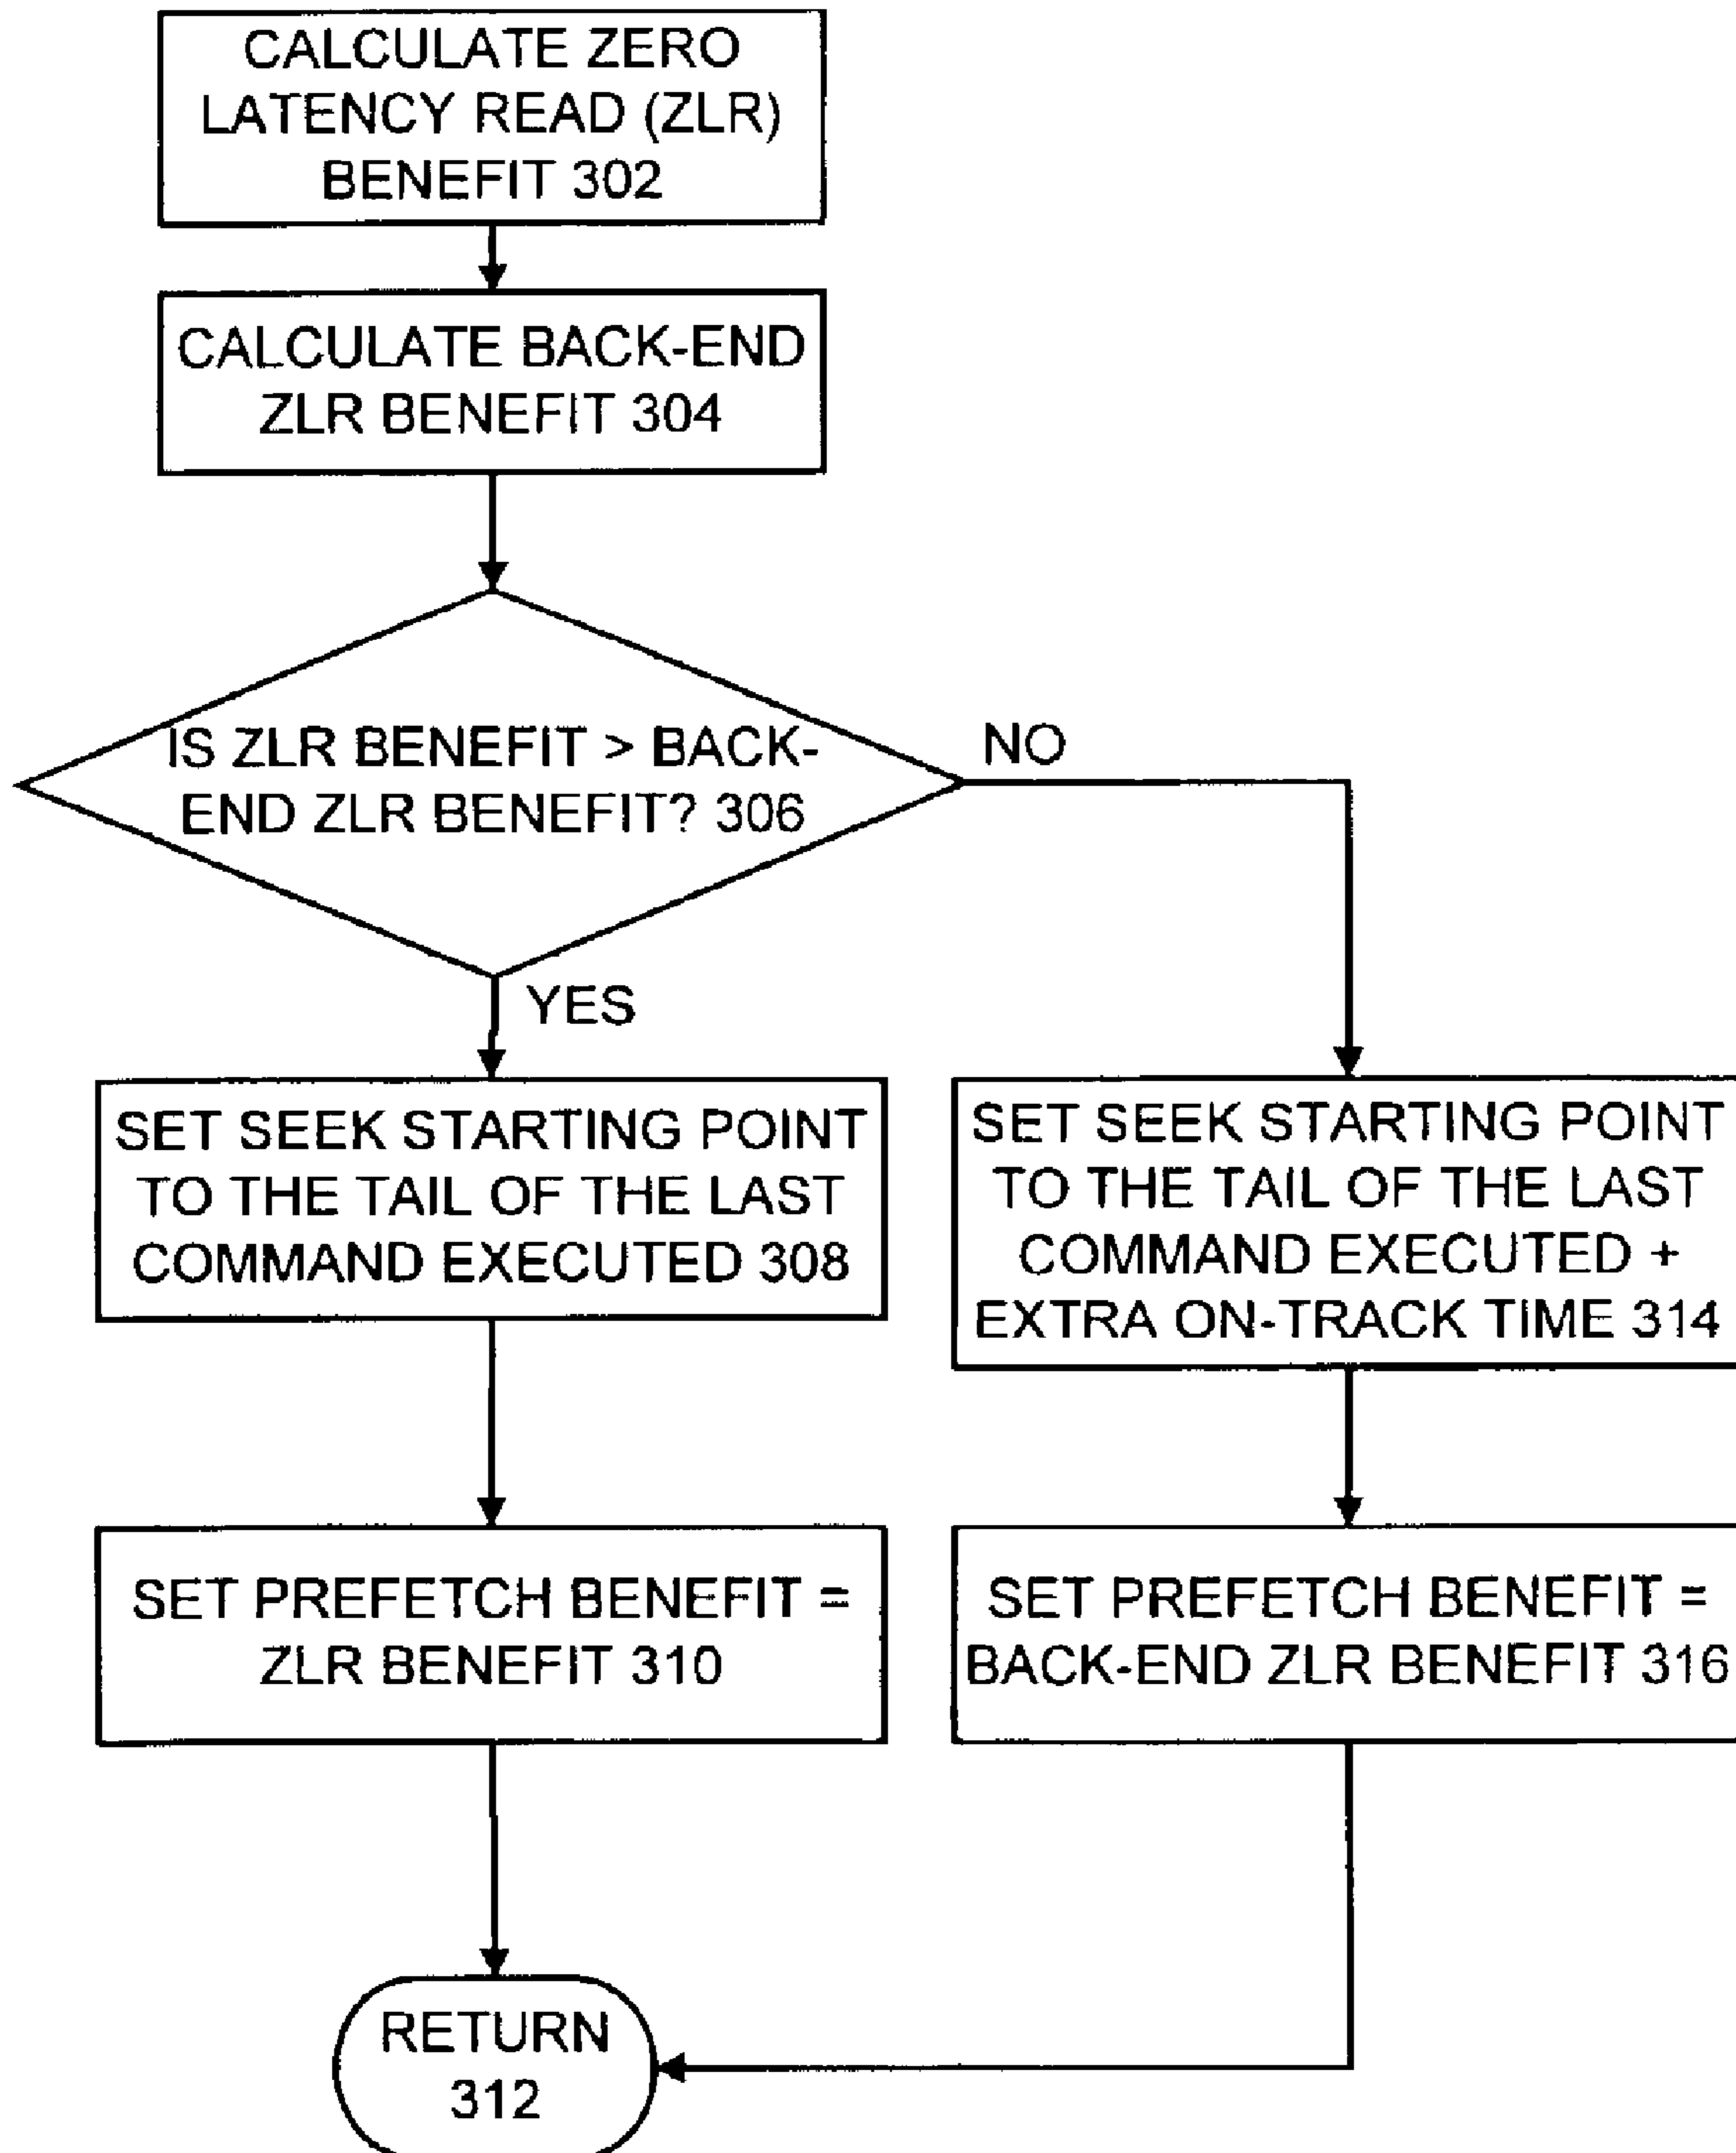 CALCULATE ZERO
LATENCY READ (ZLR)
BENEFIT 302
CALCULATE BACK-END
ZLR BENEFIT 304
IS ZLR BENEFIT > BACK-
END ZLR BENEFIT? 306
NO
YES
SET SEEK STARTING POINT
TO THE TAIL OF THE LAST
COMMAND EXECUTED 308
SET SEEK STARTING POINT
TO THE TAIL OF THE LAST
COMMAND EXECUTED +
EXTRA ON-TRACK TIME 314
SET PREFETCH BENEFIT =
ZLR BENEFIT 310
SET PREFETCH BENEFIT =
BACK-END ZLR BENEFIT 316
RETURN
312